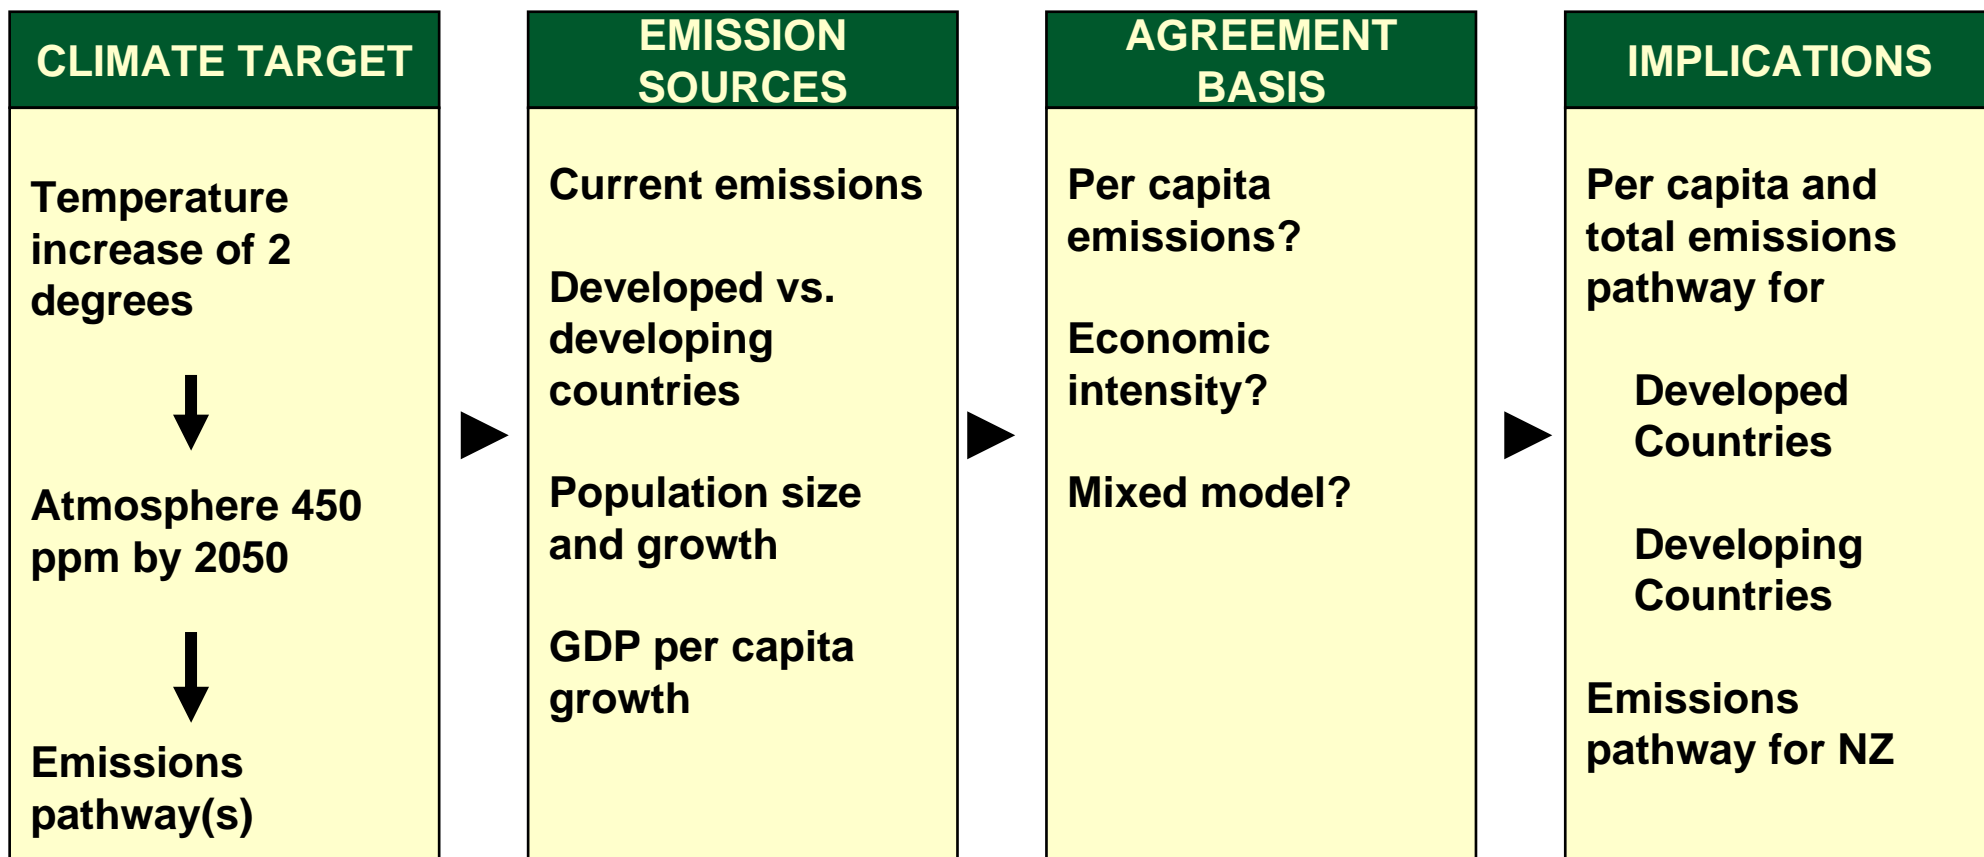 CLIMATE TARGET
Temperature
increase of 2
degrees
Atmosphere 450
ppm by 2050
Emissions
pathway(s)
EMISSION
SOURCES
Current emissions
Developed vs.
developing
countries
Population size
and growth
GDP per capita
growth
AGREEMENT
BASIS
Per capita
emissions?
Economic
intensity?
Mixed model?
IMPLICATIONS
Per capita and
total emissions
pathway for
Developed
Countries
Developing
Countries
Emissions
pathway for NZ